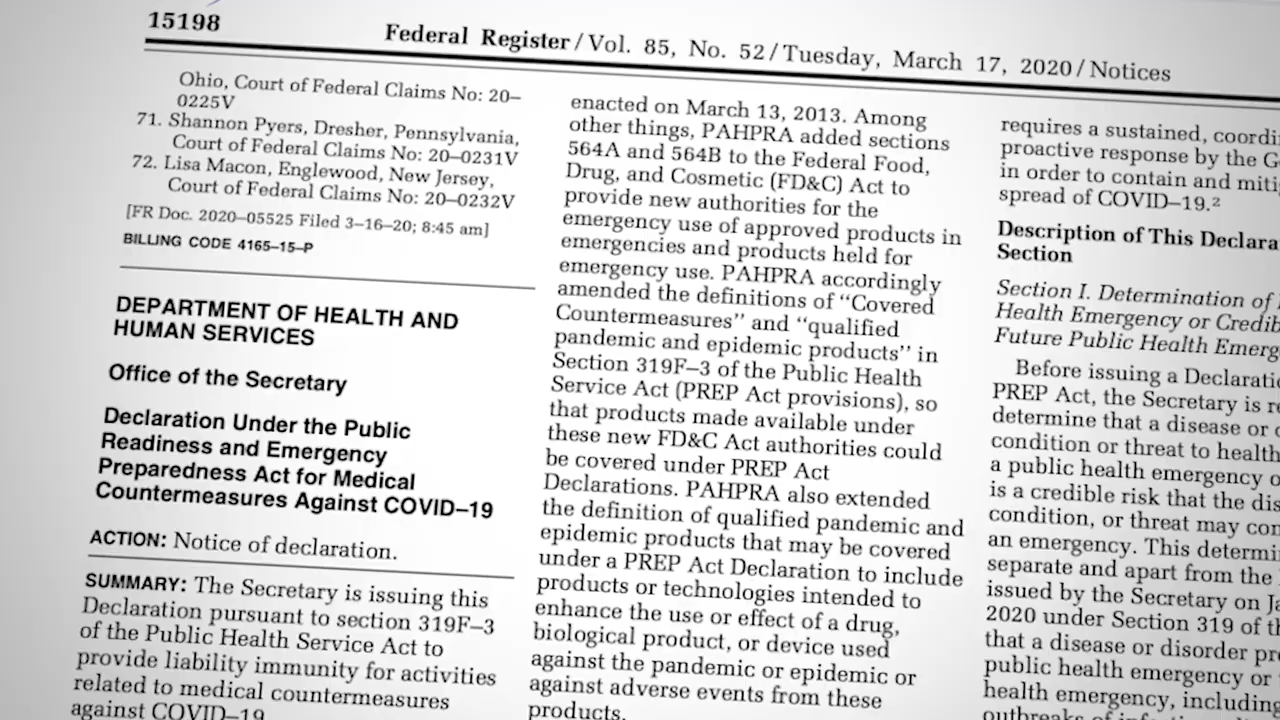 15198
Federal Register / Vol. 85, No. 52 / Tuesday, March 17, 2020 / Notices
Ohio, Court of Federal Claims No: 20–
0225V
71. Shannon Pyers, Dresher, Pennsylvania,
Court of Federal Claims No: 20–0231V
72. Lisa Macon, Englewood, New Jersey,
Court of Federal Claims No: 20–0232V
[FR Doc. 2020–05525 Filed 3–16–20; 8:45 am]
BILLING CODE 4165–15–P
DEPARTMENT OF HEALTH AND
HUMAN SERVICES
Office of the Secretary
Declaration Under the Public
Readiness and Emergency
Preparedness Act for Medical
Countermeasures Against COVID–19
ACTION: Notice of declaration.
SUMMARY: The Secretary is issuing this
Declaration pursuant to section 319F–3
of the Public Health Service Act to
provide liability immunity for activities
related to medical countermeasures
against COVID–19
enacted on March 13, 2013. Among
other things, PAHPRA added sections
564A and 564B to the Federal Food,
Drug, and Cosmetic (FD&C) Act to
provide new authorities for the
emergency use of approved products in
emergencies and products held for
emergency use. PAHPRA accordingly
amended the definitions of “Covered
Countermeasures” and “qualified
pandemic and epidemic products” in
Section 319F–3 of the Public Health
Service Act (PREP Act provisions), so
that products made available under
these new FD&C Act authorities could
be covered under PREP Act
Declarations. PAHPRA also extended
the definition of qualified pandemic and
epidemic products that may be covered
under a PREP Act Declaration to include
products or technologies intended to
enhance the use or effect of a drug,
biological product, or device used
against the pandemic or epidemic or
against adverse events from these
products.
requires a sustained, coordi
proactive response by the G
in order to contain and miti
spread of COVID–19.²
Description of This Declara
Section
Section I. Determination of
Health Emergency or Credib
Future Public Health Emerg
Before issuing a Declaratio
PREP Act, the Secretary is re
determine that a disease or
condition or threat to health
a public health emergency o
is a credible risk that the dis
condition, or threat may con
an emergency. This determi
separate and apart from the
issued by the Secretary on Ja
2020 under Section 319 of th
that a disease or disorder pre
public health emergency or
health emergency, including
outbreaks of